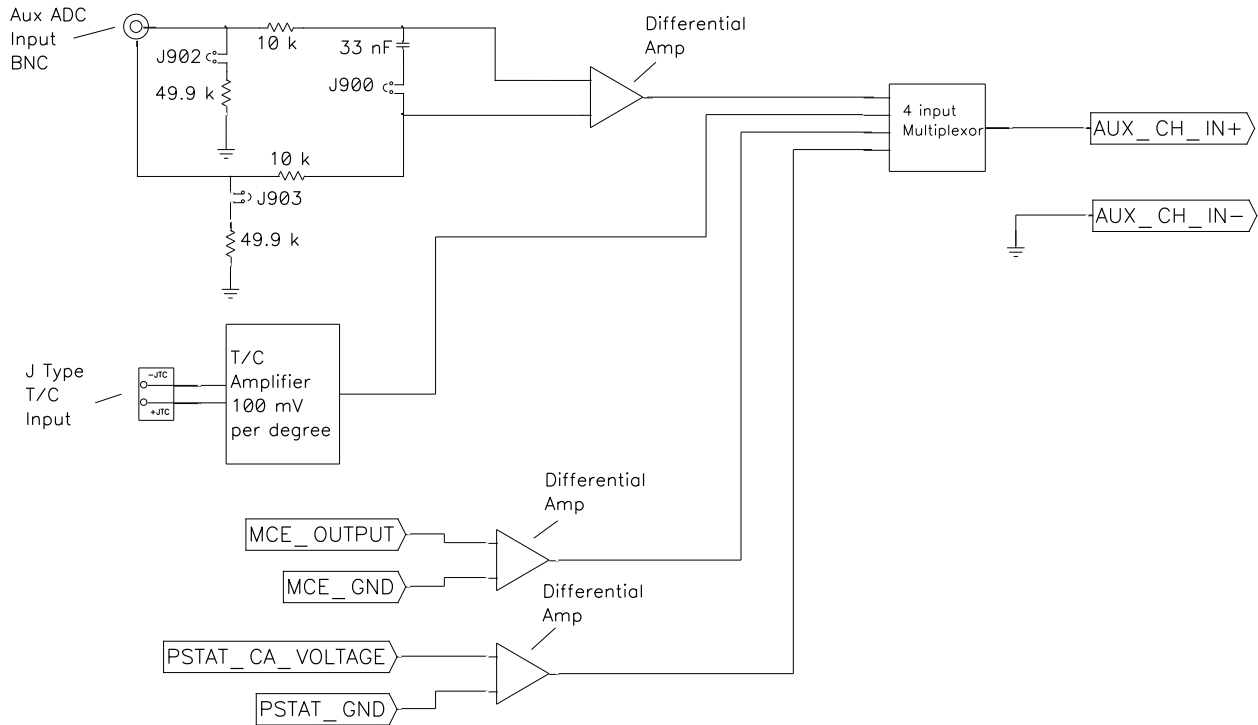 Aux ADC
Input
BNC
J902
49.9 k
10 k
33 nF
J900
10 k
J903
49.9 k
Differential
Amp
4 input
Multiplexor
AUX_CH_IN+
AUX_CH_IN-
J Type
T/C
Input
-JTC
+JTC
T/C
Amplifier
100 mV
per degree
Differential
Amp
MCE_OUTPUT
MCE_GND
Differential
Amp
PSTAT_CA_VOLTAGE
PSTAT_GND